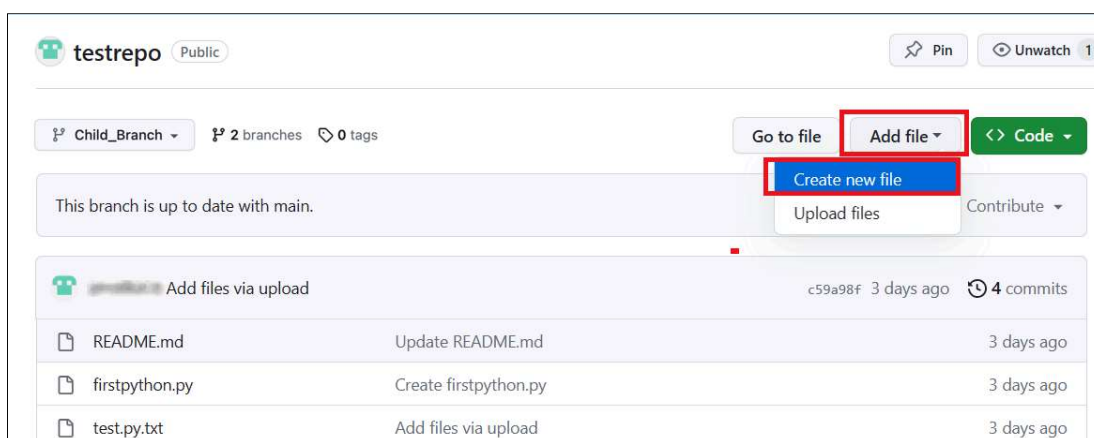 testrepo Public Pin Unwatch 1
Child_Branch 2 branches 0 tags Go to file Add file <> Code
Create new file
This branch is up to date with main. Contribute
Upload files
Add files via upload c59a98f 3 days ago 4 commits
README.md Update README.md 3 days ago
firstpython.py Create firstpython.py 3 days ago
test.py.txt Add files via upload 3 days ago